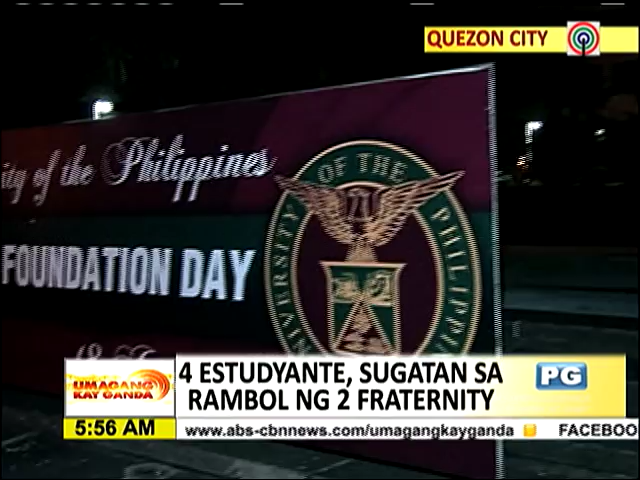 QUEZON CITY
ity of the Philippines
FOUNDATION DAY
UNIVERSITY OF THE PHILIPPINES
4 ESTUDYANTE, SUGATAN SA
RAMBOL NG 2 FRATERNITY
PG
UMAGANG
KAY GANDA
5:56 AM
www.abs-cbnnews.com/umagangkayganda
FACEBOO